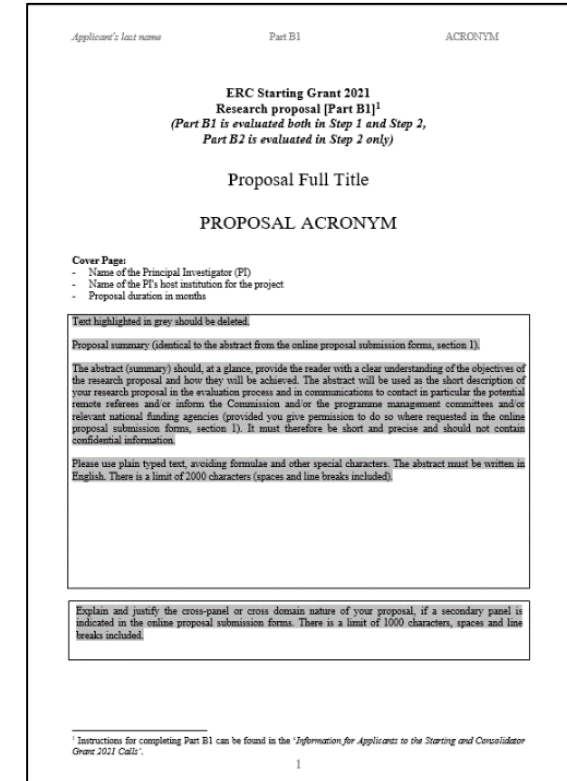 Applicant's last name Part B1 ACRONYM
ERC Starting Grant 2021
Research proposal [Part B1]¹
(Part B1 is evaluated both in Step 1 and Step 2,
Part B2 is evaluated in Step 2 only)
Proposal Full Title
PROPOSAL ACRONYM
Cover Page:
- Name of the Principal Investigator (PI)
- Name of the PI's host institution for the project
- Proposal duration in months
Text highlighted in grey should be deleted.
Proposal summary (identical to the abstract from the online proposal submission forms, section 1).
The abstract (summary) should, at a glance, provide the reader with a clear understanding of the objectives of
the research proposal and how they will be achieved. The abstract will be used as the short description of
your research proposal in the evaluation process and in communications to contact in particular the potential
remote referees and/or inform the Commission and/or the programme management committees and/or
relevant national funding agencies (provided you give permission to do so where requested in the online
proposal submission forms, section 1). It must therefore be short and precise and should not contain
confidential information.
Please use plain typed text, avoiding formulae and other special characters. The abstract must be written in
English. There is a limit of 2000 characters (spaces and line breaks included).
Explain and justify the cross-panel or cross domain nature of your proposal, if a secondary panel is
indicated in the online proposal submission forms. There is a limit of 1000 characters, spaces and line
breaks included.
¹ Instructions for completing Part B1 can be found in the 'Information for Applicants to the Starting and Consolidator
Grant 2021 Calls'.
1